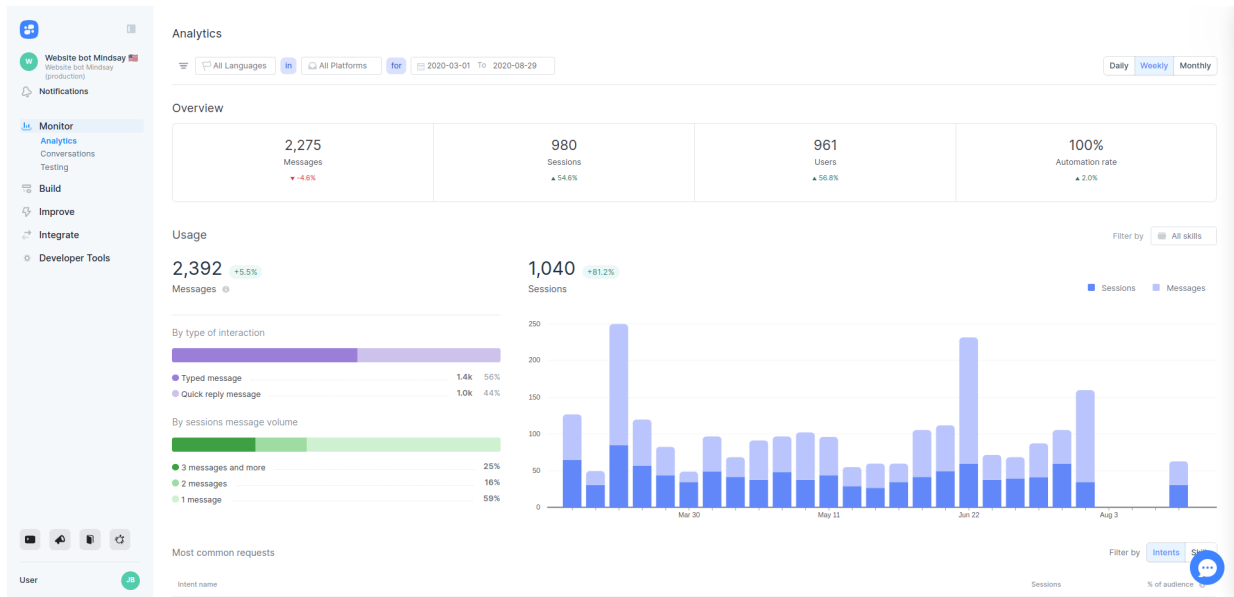 Analytics
W
Website bot Mindsay
Website bot Mindsay
(production)
Notifications
Monitor
Analytics
Conversations
Testing
Build
Improve
Integrate
Developer Tools
User
JB
All Languages in All Platforms for 2020-03-01 To 2020-08-29
Daily Weekly Monthly
Overview
2,275
Messages
-4.6%
980
Sessions
54.6%
961
Users
56.8%
100%
Automation rate
2.0%
Usage
Filter by All skills
2,392 +5.5%
Messages
1,040 +81.2%
Sessions
Sessions Messages
By type of interaction
Typed message 1.4k 56%
Quick reply message 1.0k 44%
By sessions message volume
3 messages and more 25%
2 messages 16%
1 message 59%
250
200
150
100
50
0
Mar 30 May 11 Jun 22 Aug 3
Most common requests
Filter by Intents
Intent name Sessions % of audience